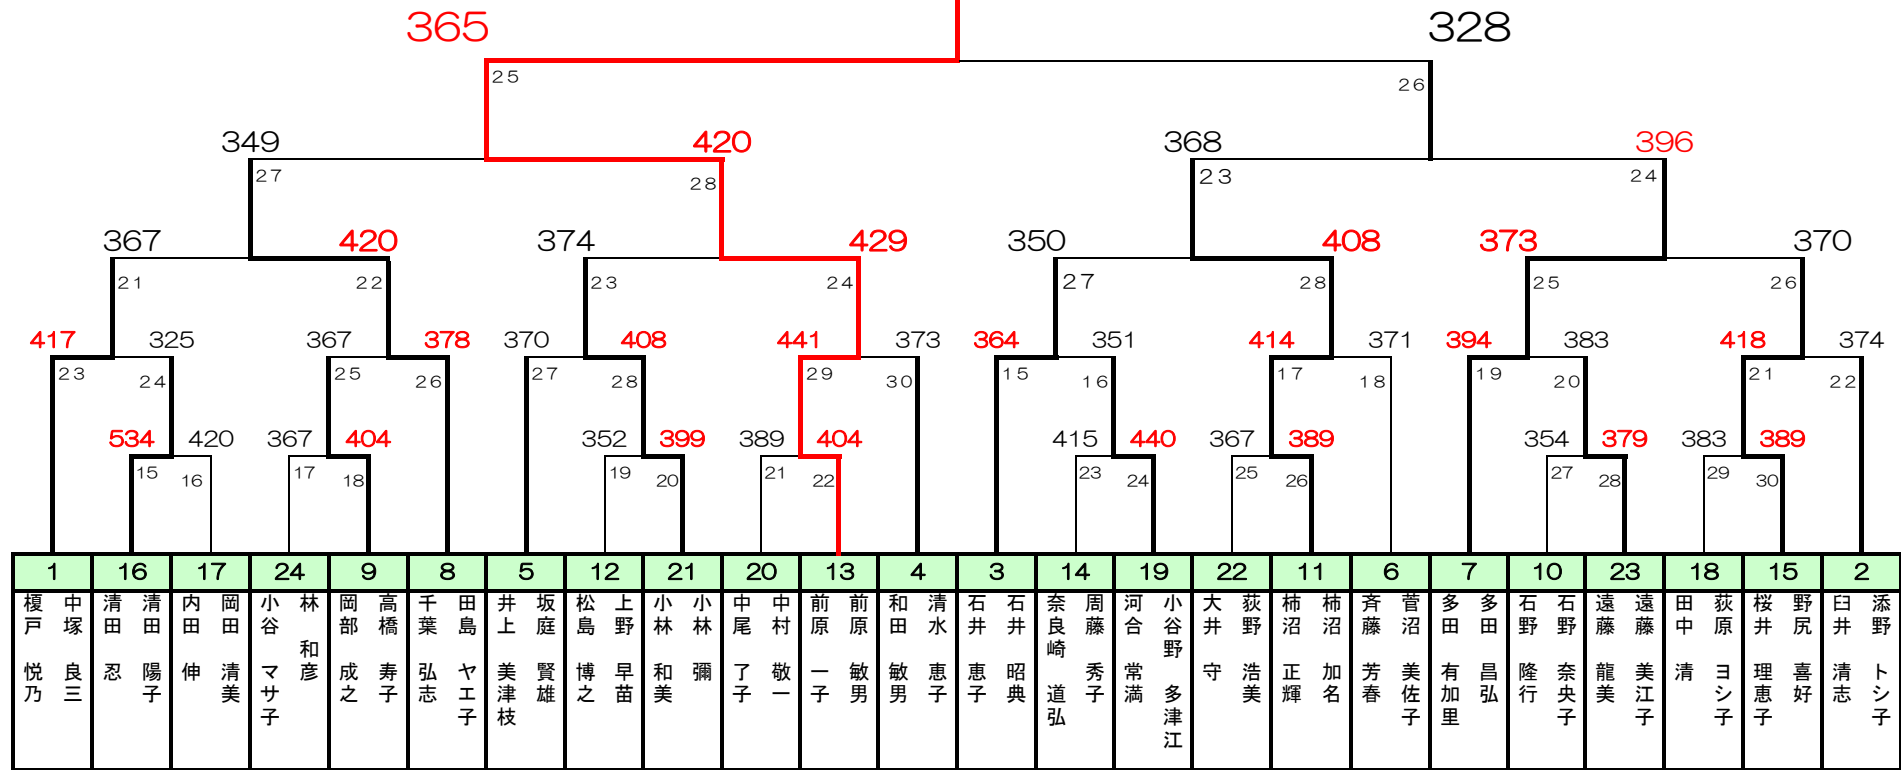 365 328
25 26
349 420 368 396
27 28 23 24
367 420 374 429 350 408 373 370
21 22 23 24 27 28 25 26
417 325 367 378 370 408 441 373 364 351 414 371 394 383 418 374
23 24 25 26 27 28 29 30 15 16 17 18 19 20 21 22
534 420 367 404 352 399 389 404 415 440 367 389 354 379 383 389
15 16 17 18 19 20 21 22 23 24 25 26 27 28 29 30
1 16 17 24 9 8 5 12 21 20 13 4 3 14 19 22 11 6 7 10 23 18 15 2
中塚 良三
榎戸 悦乃
清田 陽子
清田 忍
岡田 清美
内田 伸
林 和彦
小谷 マサ子
高橋 寿子
岡部 成之
田島 ヤエ子
千葉 弘志
坂庭 賢雄
井上 美津枝
上野 早苗
松島 博之
小林 彌
小林 和美
中村 敬一
中尾 了子
前原 敏男
前原 一子
清水 恵子
和田 敏男
石井 昭典
石井 恵子
周藤 秀子
奈良崎 道弘
小谷野 多津江
河合 常満
荻野 浩美
大井 守
柿沼 加名
柿沼 正輝
菅沼 美佐子
斉藤 芳春
多田 昌弘
多田 有加里
石野 奈央子
石野 隆行
遠藤 美江子
遠藤 龍美
荻原 ヨシ子
田中 清
野尻 喜好
桜井 理恵子
添野 トシ子
臼井 清志